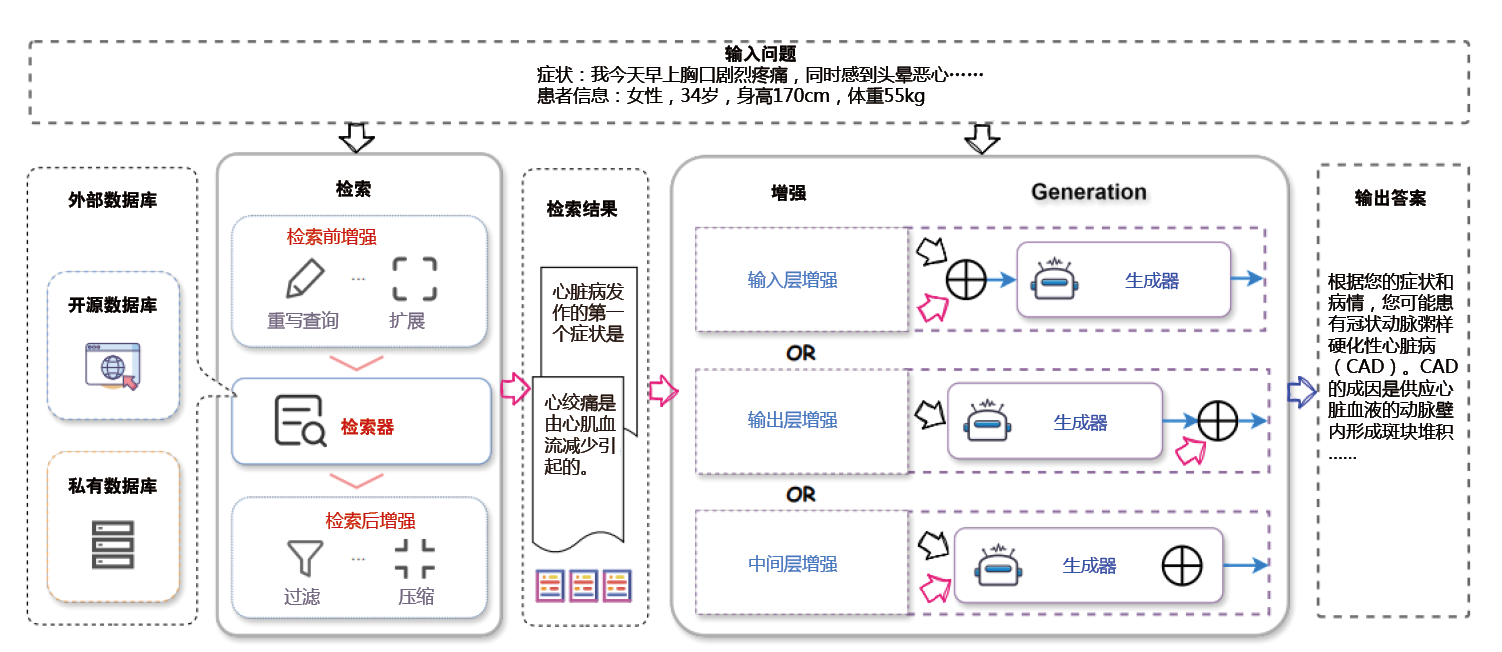 输入问题
症状：我今天早上胸口剧烈疼痛，同时感到头晕恶心……
患者信息：女性，34岁，身高170cm，体重55kg
外部数据库
开源数据库
私有数据库
检索
检索前增强
...
重写查询
扩展
检索器
检索后增强
...
过滤
压缩
检索结果
心脏病发
作的第一
个症状是
心绞痛是
由心肌血
流减少引
起的。
增强
Generation
输入层增强
生成器
OR
输出层增强
生成器
OR
中间层增强
生成器
输出答案
根据您的症状和
病情，您可能患
有冠状动脉粥样
硬化性心脏病
（CAD）。CAD
的成因是供应心
脏血液的动脉壁
内形成斑块堆积
……